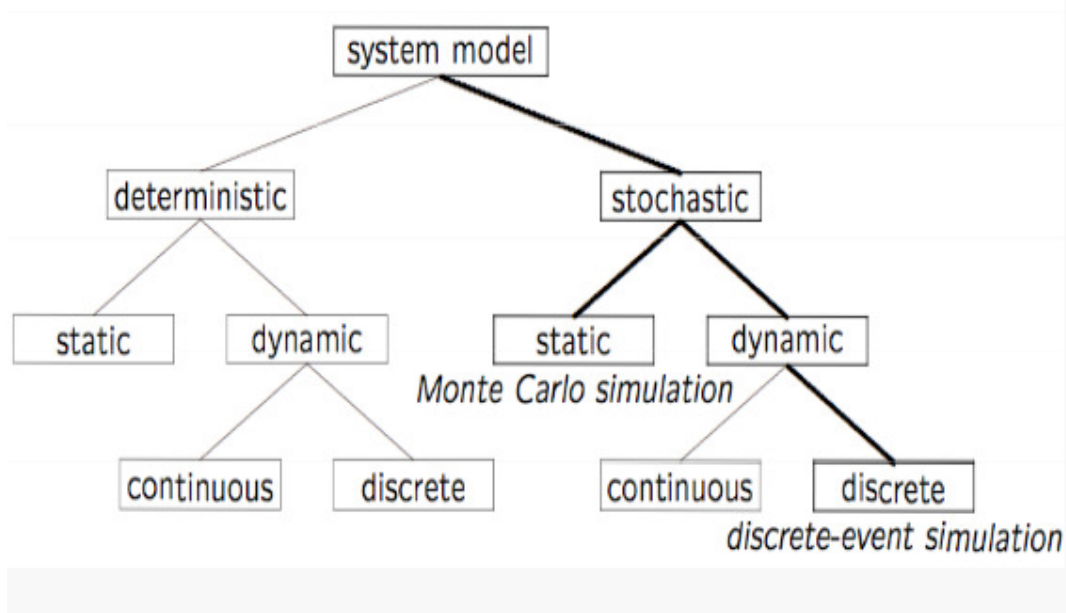 system model
deterministic
stochastic
static
dynamic
static
dynamic
Monte Carlo simulation
continuous
discrete
continuous
discrete
discrete-event simulation